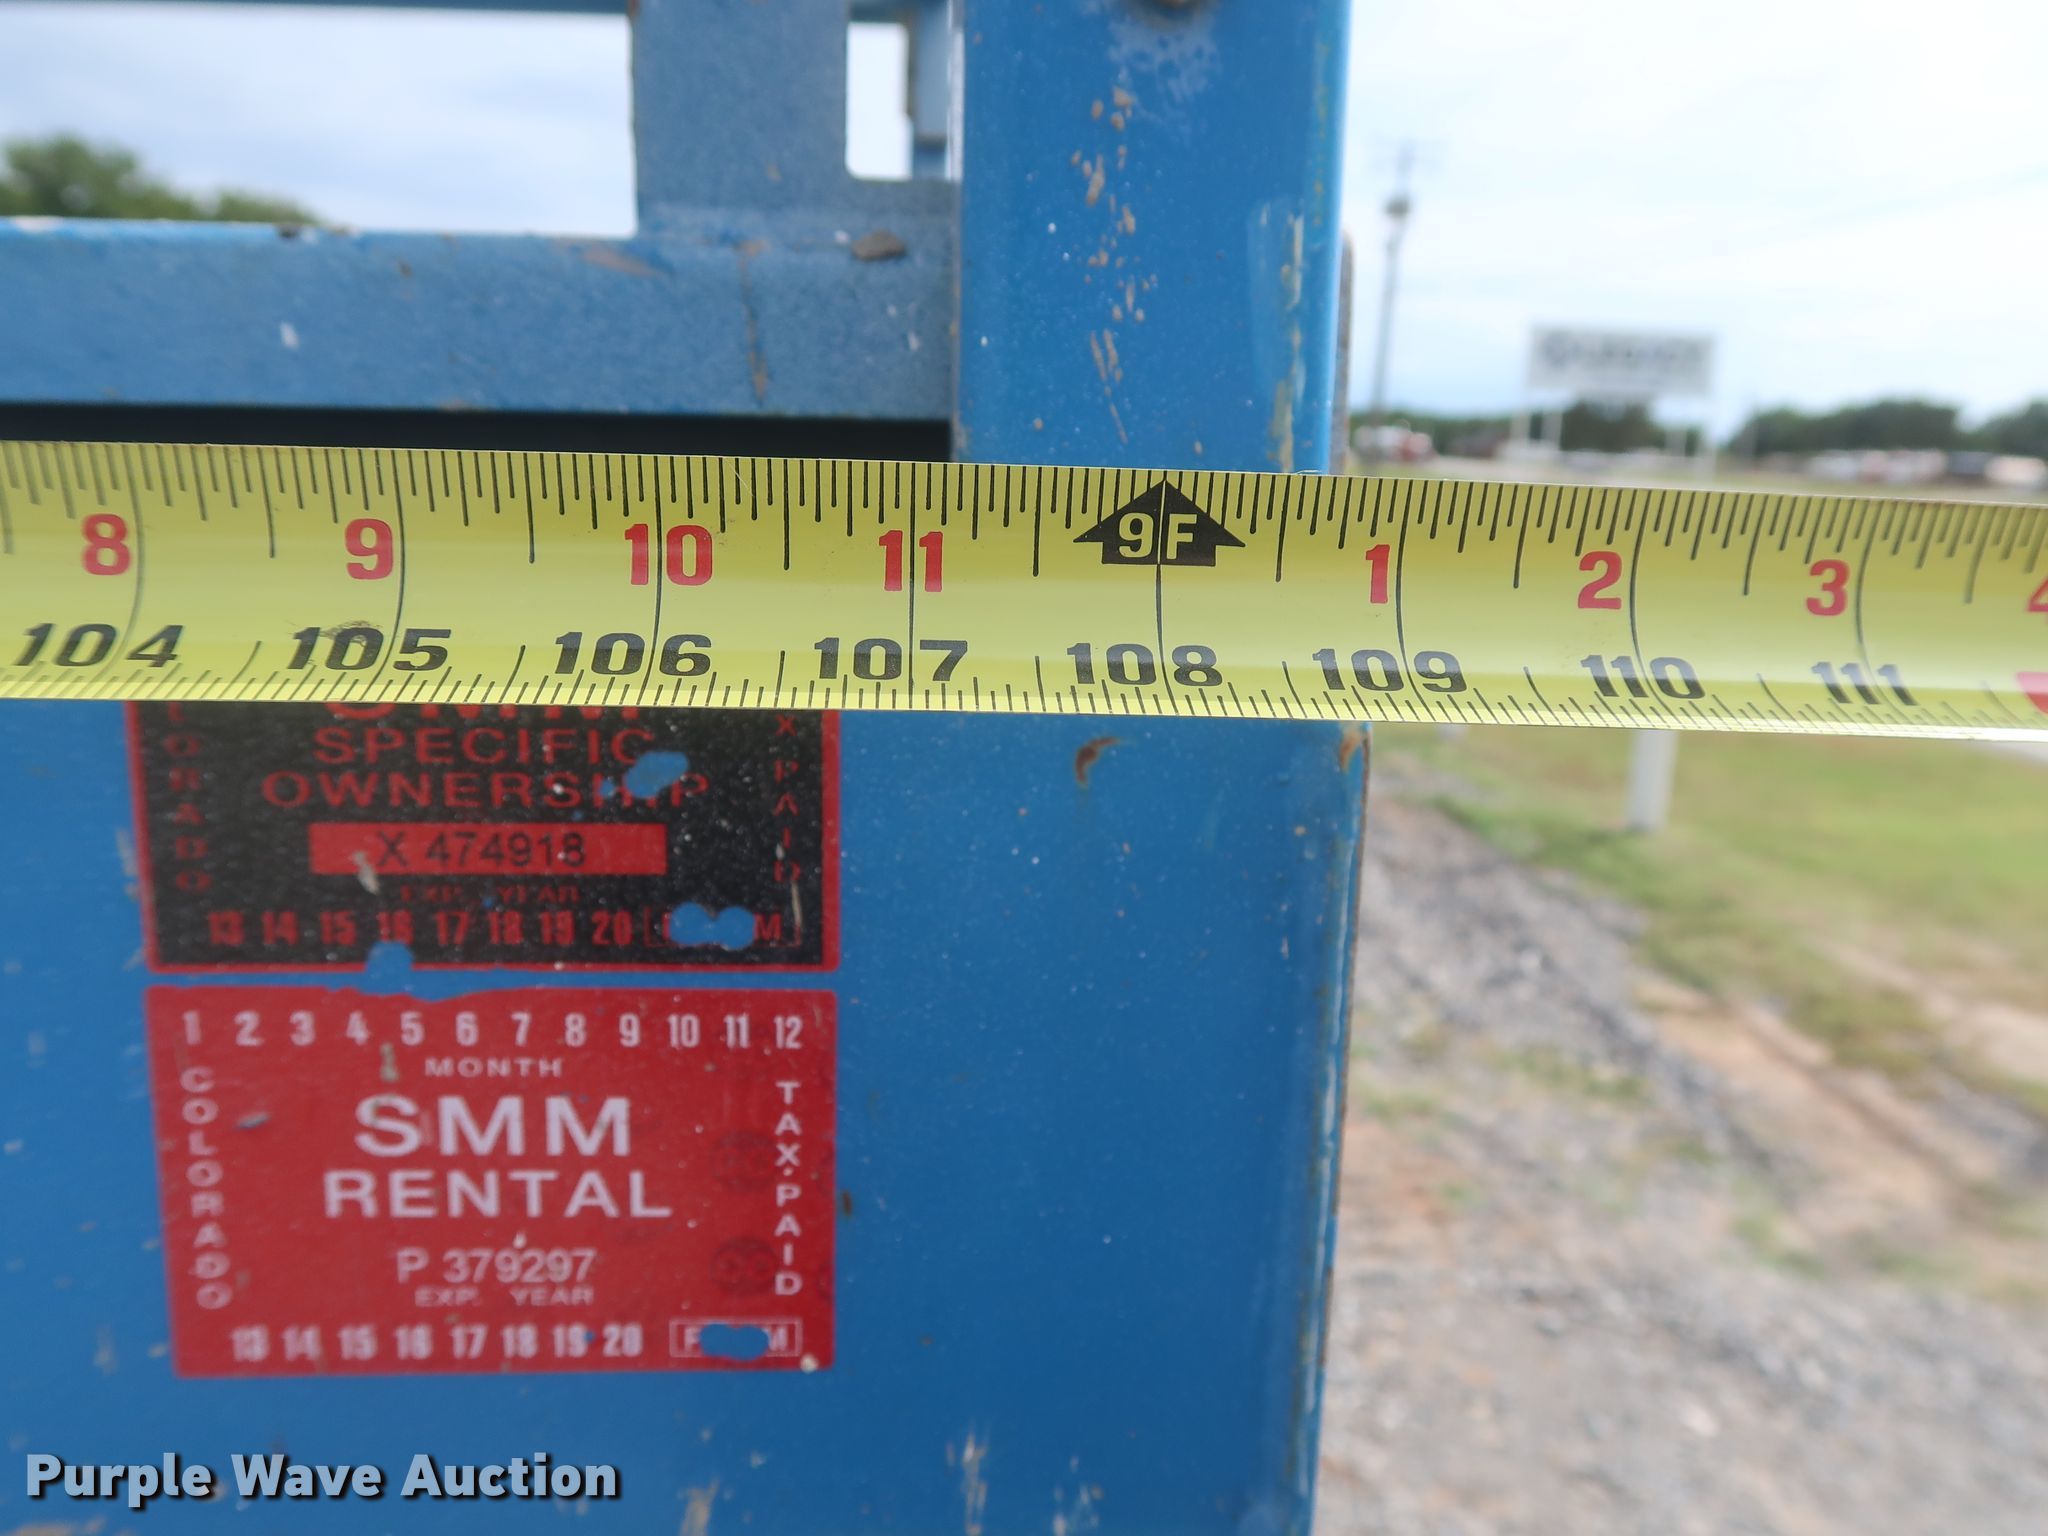 8 9 10 11 9F 1 2 3 4
104 105 106 107 108 109 110 111
SMM
SPECIFIC
OWNERSHIP
X 474918
EXP. YEAR
13 14 15 16 17 18 19 20
TAX PAID
1 2 3 4 5 6 7 8 9 10 11 12
MONTH
COLORADO
SMM
RENTAL
TAX PAID
P 379297
EXP. YEAR
13 14 15 16 17 18 19 20
Purple Wave Auction